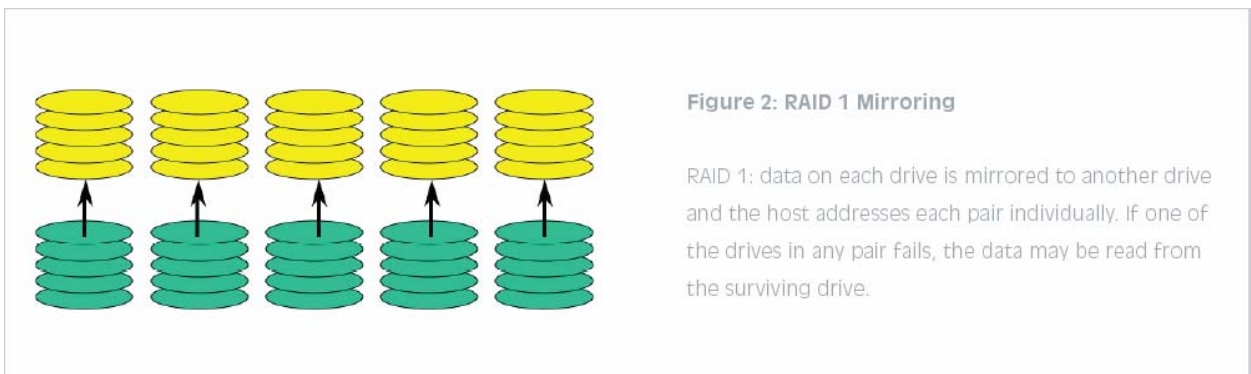 Figure 2: RAID 1 Mirroring
RAID 1: data on each drive is mirrored to another drive
and the host addresses each pair individually. If one of
the drives in any pair fails, the data may be read from
the surviving drive.